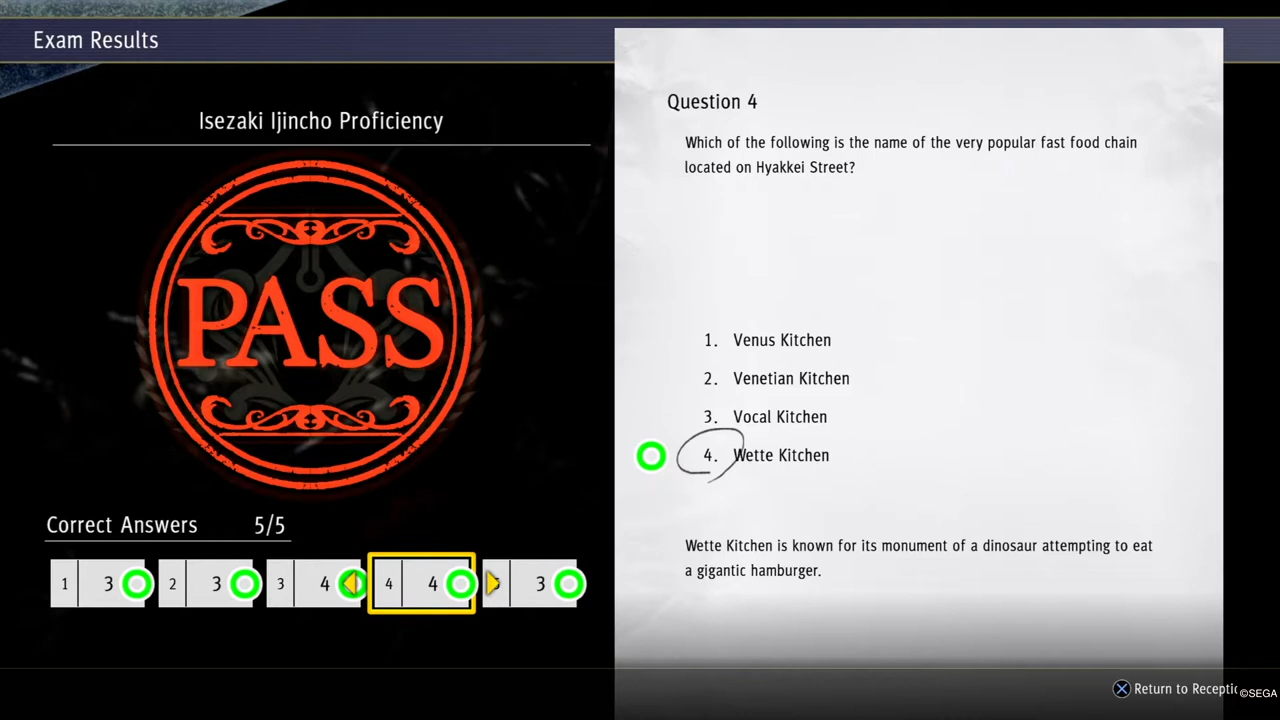 Exam Results
Isezaki Ijincho Proficiency
PASS
Correct Answers 5/5
1 3
2 3
3 4
4 4
3
Question 4
Which of the following is the name of the very popular fast food chain
located on Hyakkei Street?
1. Venus Kitchen
2. Venetian Kitchen
3. Vocal Kitchen
4. Wette Kitchen
Wette Kitchen is known for its monument of a dinosaur attempting to eat
a gigantic hamburger.
Return to Receptic
©SEGA